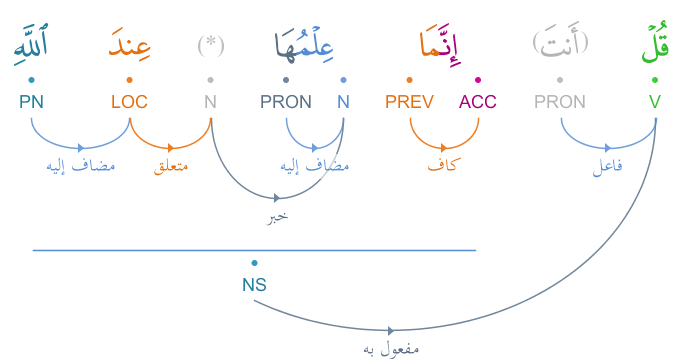 قُلْ (أَنتَ) إِنَّمَا عِلْمُهَا (*) عِندَ ٱللَّهِ
V PRON ACC PREV N PRON N LOC PN
فاعل كاف مضاف إليه متعلق مضاف إليه
خبر
NS
مفعول به